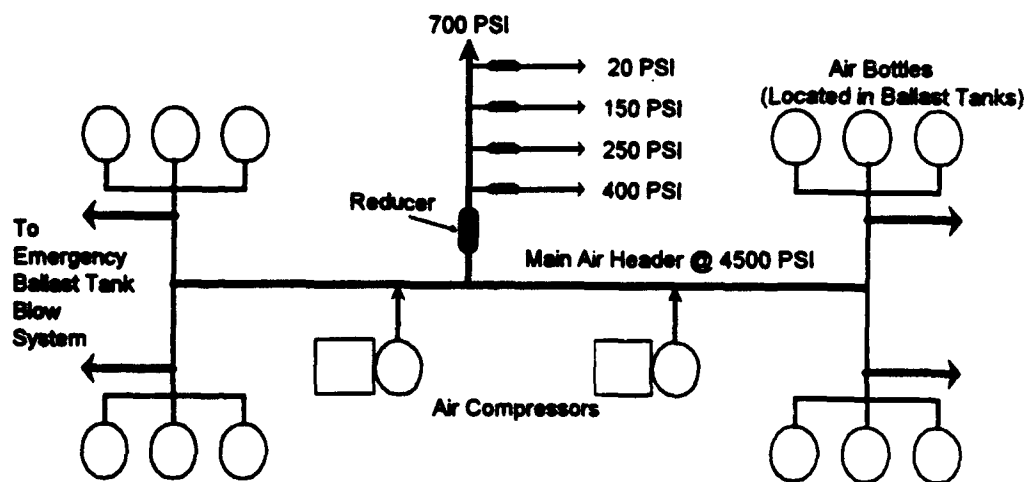 700 PSI
20 PSI
150 PSI
250 PSI
400 PSI
Air Bottles
(Located in Ballast Tanks)
Reducer
To
Emergency
Ballast Tank
Blow
System
Main Air Header @ 4500 PSI
Air Compressors